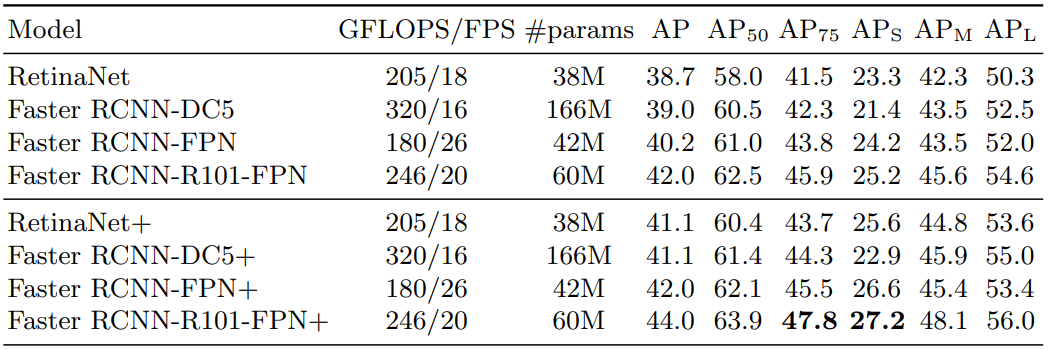 Model GFLOPS/FPS #params AP AP50 AP75 APS APM APL
RetinaNet 205/18 38M 38.7 58.0 41.5 23.3 42.3 50.3
Faster RCNN-DC5 320/16 166M 39.0 60.5 42.3 21.4 43.5 52.5
Faster RCNN-FPN 180/26 42M 40.2 61.0 43.8 24.2 43.5 52.0
Faster RCNN-R101-FPN 246/20 60M 42.0 62.5 45.9 25.2 45.6 54.6
RetinaNet+ 205/18 38M 41.1 60.4 43.7 25.6 44.8 53.6
Faster RCNN-DC5+ 320/16 166M 41.1 61.4 44.3 22.9 45.9 55.0
Faster RCNN-FPN+ 180/26 42M 42.0 62.1 45.5 26.6 45.4 53.4
Faster RCNN-R101-FPN+ 246/20 60M 44.0 63.9 47.8 27.2 48.1 56.0